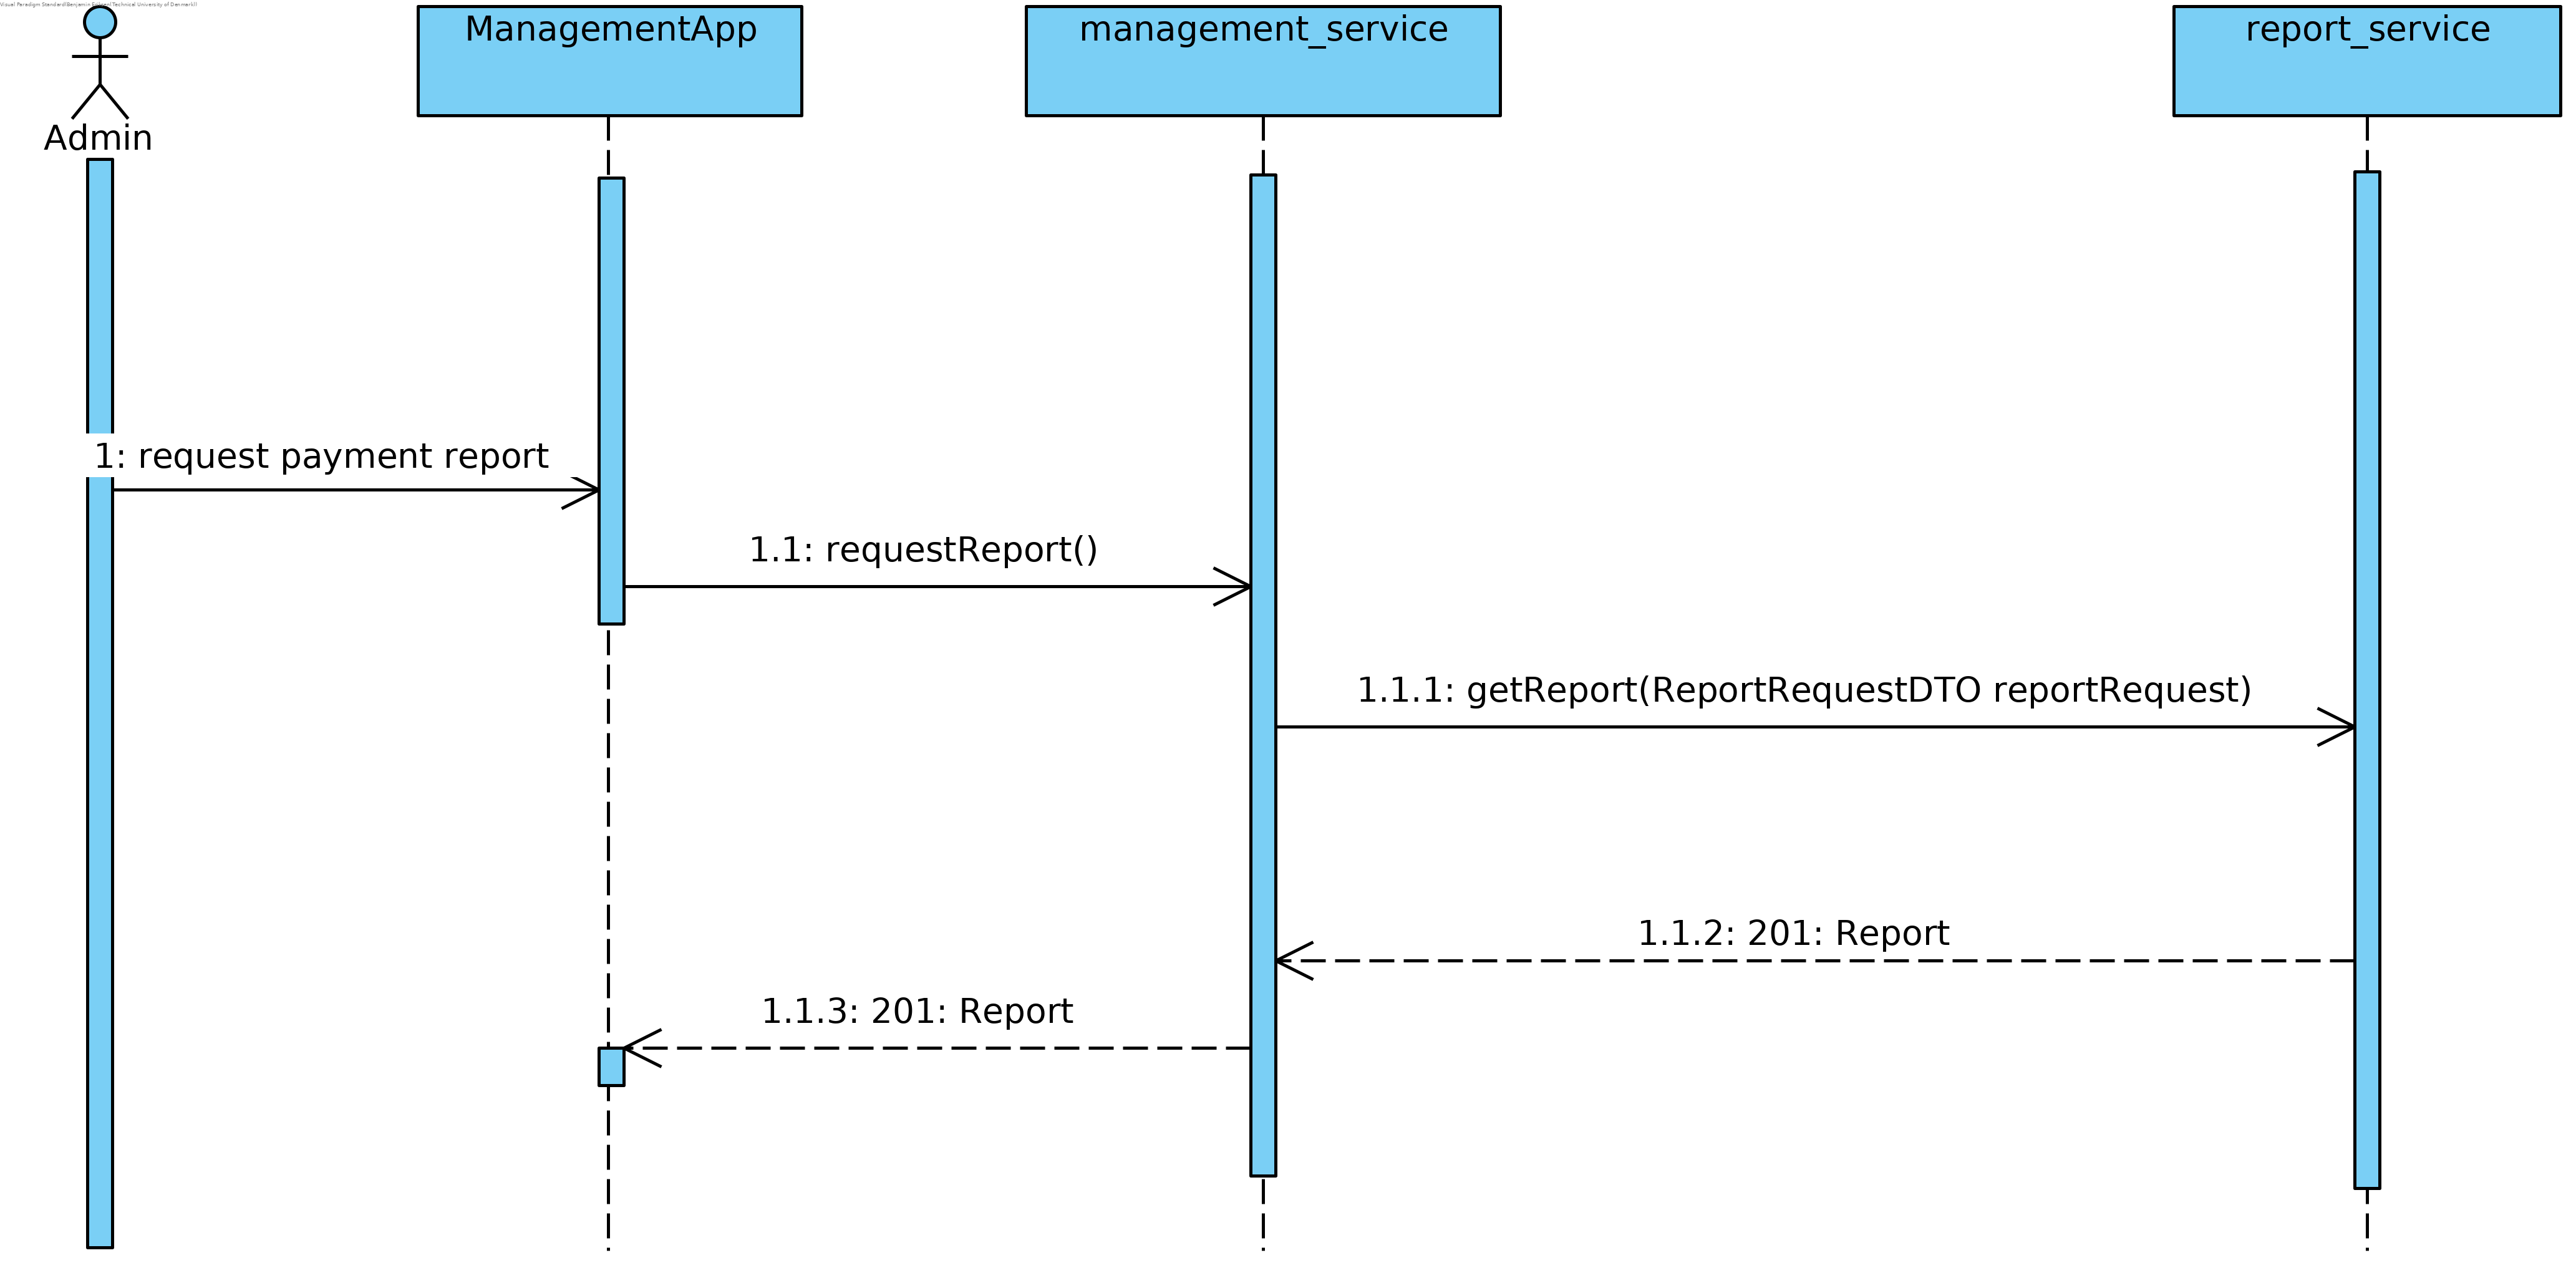 Visual Paradigm Standard(Benjamin
Technical University of Denmark)
ManagementApp
management_service
report_service
Admin
1: request payment report
1.1: requestReport()
1.1.1: getReport(ReportRequestDTO reportRequest)
1.1.2: 201: Report
1.1.3: 201: Report